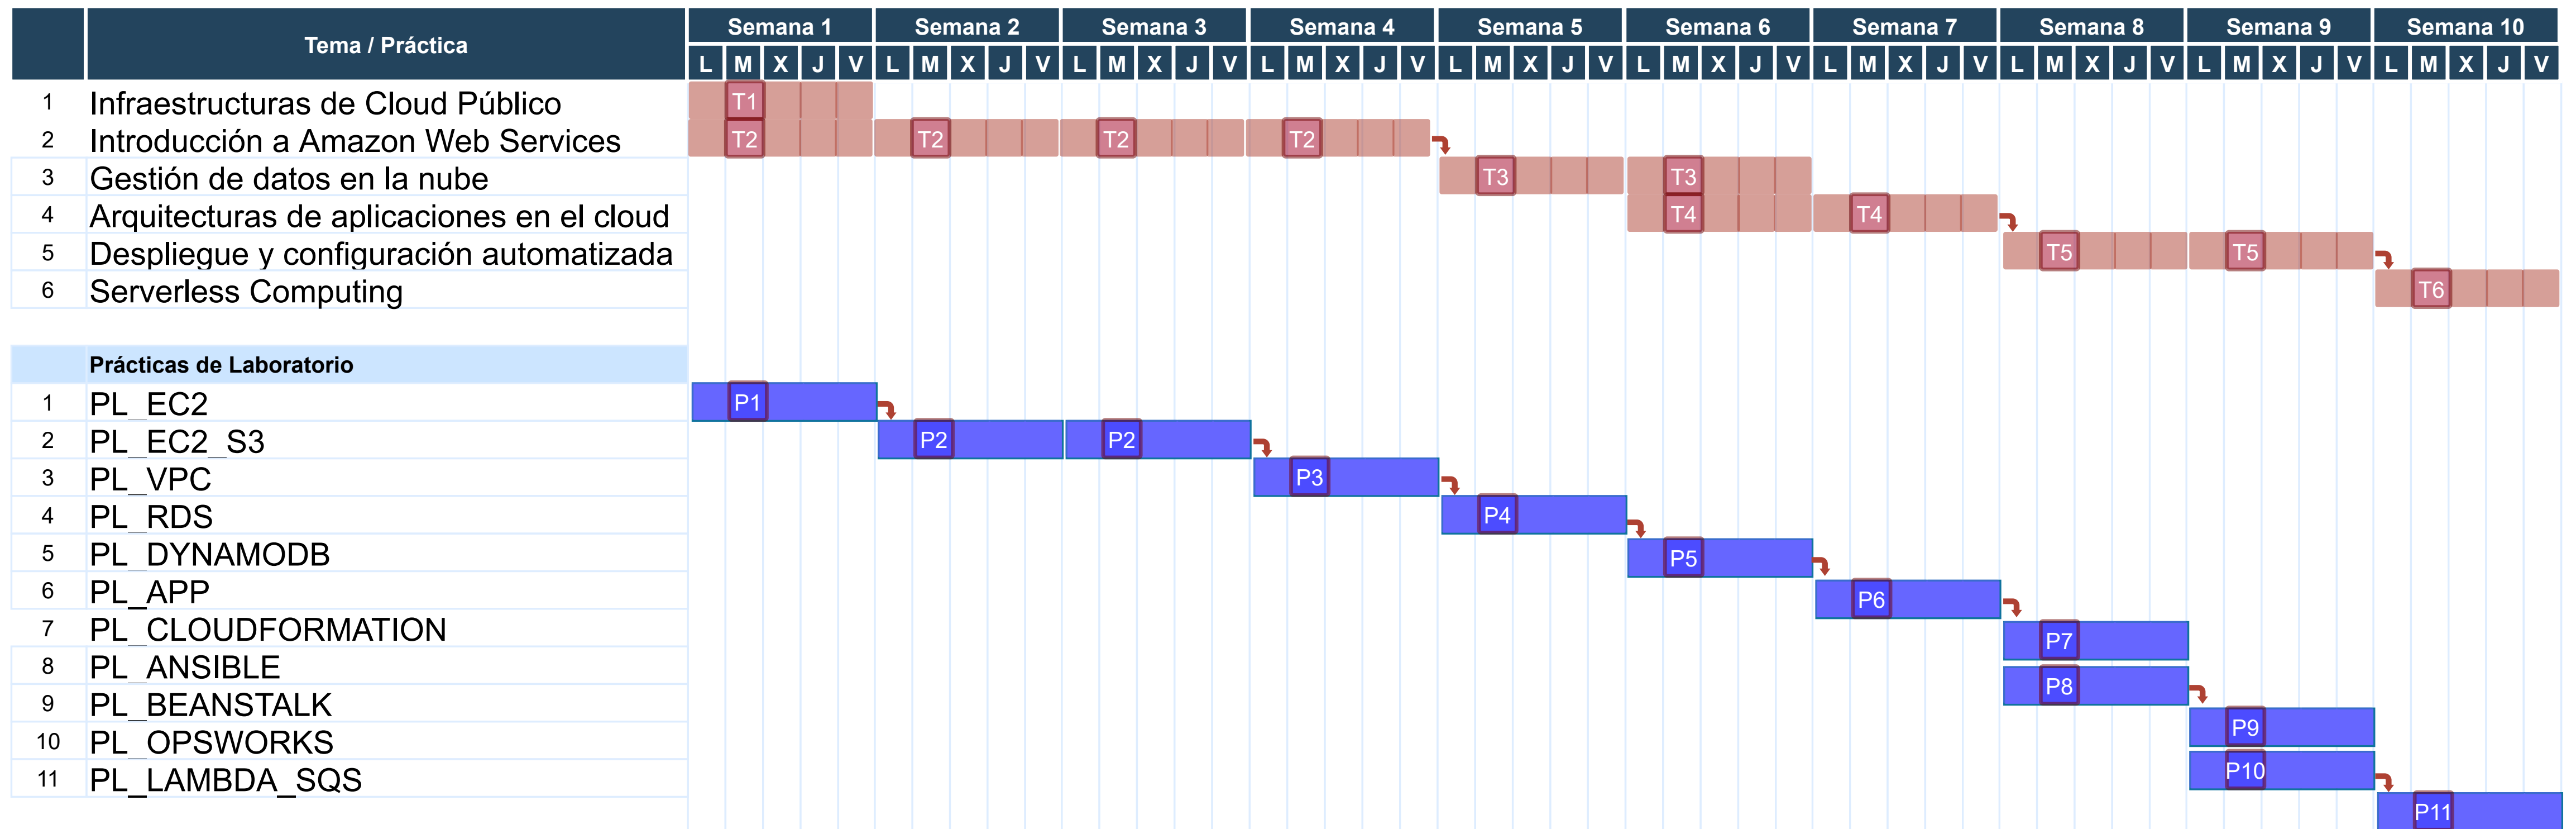 Tema / Práctica Semana 1 Semana 2 Semana 3 Semana 4 Semana 5 Semana 6 Semana 7 Semana 8 Semana 9 Semana 10
L M X J V L M X J V L M X J V L M X J V L M X J V L M X J V L M X J V L M X J V L M X J V L M X J V
1 Infraestructuras de Cloud Público T1
2 Introducción a Amazon Web Services T2 T2 T2 T2
3 Gestión de datos en la nube T3 T3
4 Arquitecturas de aplicaciones en el cloud T4 T4
5 Despliegue y configuración automatizada T5 T5
6 Serverless Computing T6
Prácticas de Laboratorio
1 PL_EC2 P1
2 PL_EC2_S3 P2 P2
3 PL_VPC P3
4 PL_RDS P4
5 PL_DYNAMODB P5
6 PL_APP P6
7 PL_CLOUDFORMATION P7
8 PL_ANSIBLE P8
9 PL_BEANSTALK P9
10 PL_OPSWORKS P10
11 PL_LAMBDA_SQS P11